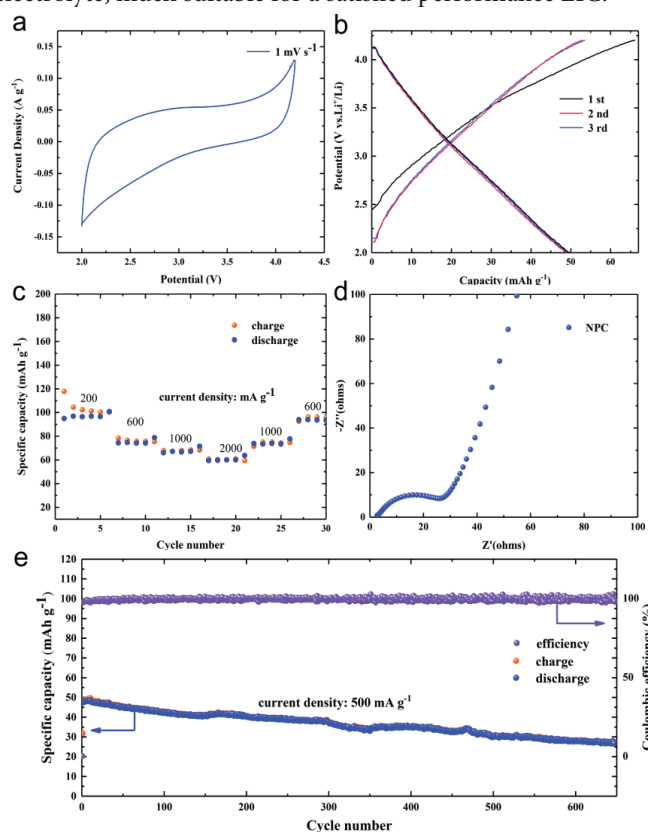 electrolyte, much suitable for a satisfied performance LIC.
a
1 mV s⁻¹
0.15
0.10
0.05
0.00
-0.05
-0.10
-0.15
Current Density (A g⁻¹)
2.0 2.5 3.0 3.5 4.0 4.5
Potential (V)
b
4.0
3.5
3.0
2.5
2.0
Potential (V vs.Li⁺/Li)
1 st
2 nd
3 rd
0 10 20 30 40 50 60
Capacity (mAh g⁻¹)
c
200
180
160
140
120
100
80
60
40
20
Specific capacity (mAh g⁻¹)
charge
discharge
current density: mA g⁻¹
200
600
1000
2000
1000
600
0 5 10 15 20 25 30
Cycle number
d
100
80
60
40
20
0
-Z''(ohms)
NPC
0 20 40 60 80 100
Z'(ohms)
e
120
110
100
90
80
70
60
50
40
30
20
10
0
Specific capacity (mAh g⁻¹)
efficiency
charge
discharge
current density: 500 mA g⁻¹
100
50
0
Coulombic efficiency (%)
0 100 200 300 400 500 600
Cycle number